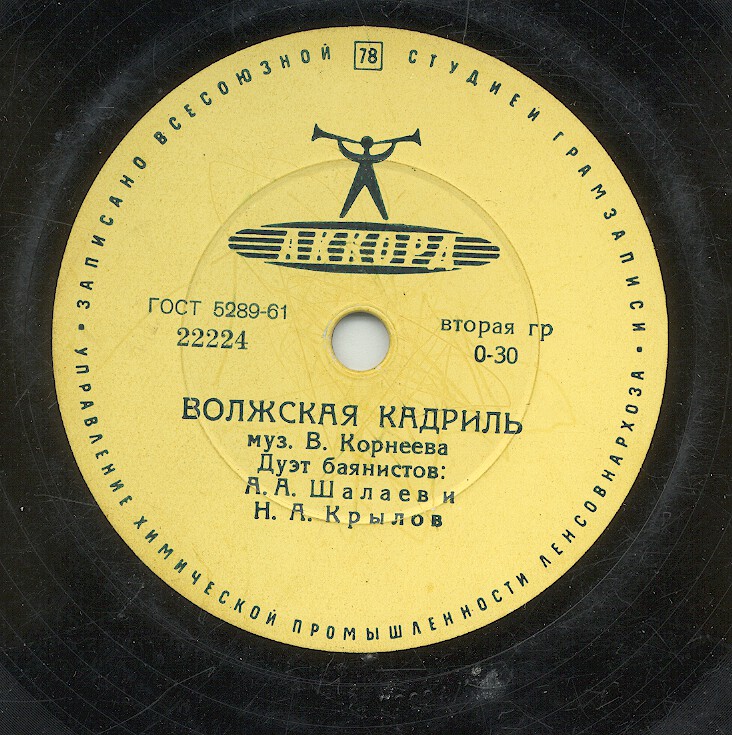 ЗАПИСАНО ВСЕСОЮЗНОЙ 78 СТУДИЕЙ ГРАМЗАПИСИ •
УПРАВЛЕНИЕ ХИМИЧЕСКОЙ ПРОМЫШЛЕННОСТИ ЛЕНСОВНАРХОЗА •
АККОРД
ГОСТ 5289-61
22224
вторая гр
0-30
ВОЛЖСКАЯ КАДРИЛЬ
муз. В. Корнеева
Дуэт баянистов:
А. А. Шалаев и
Н. А. Крылов